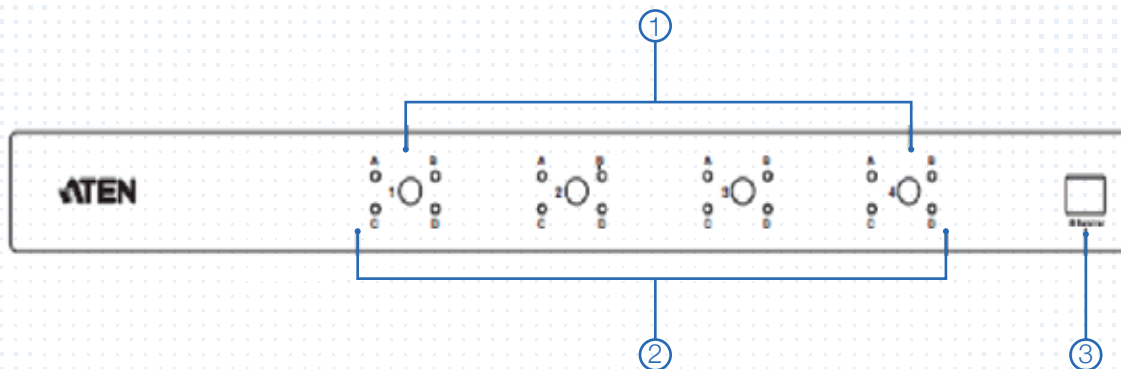 1
ATEN
A B A B A B A B
1 2 3 4
C D C D C D C D
2 3